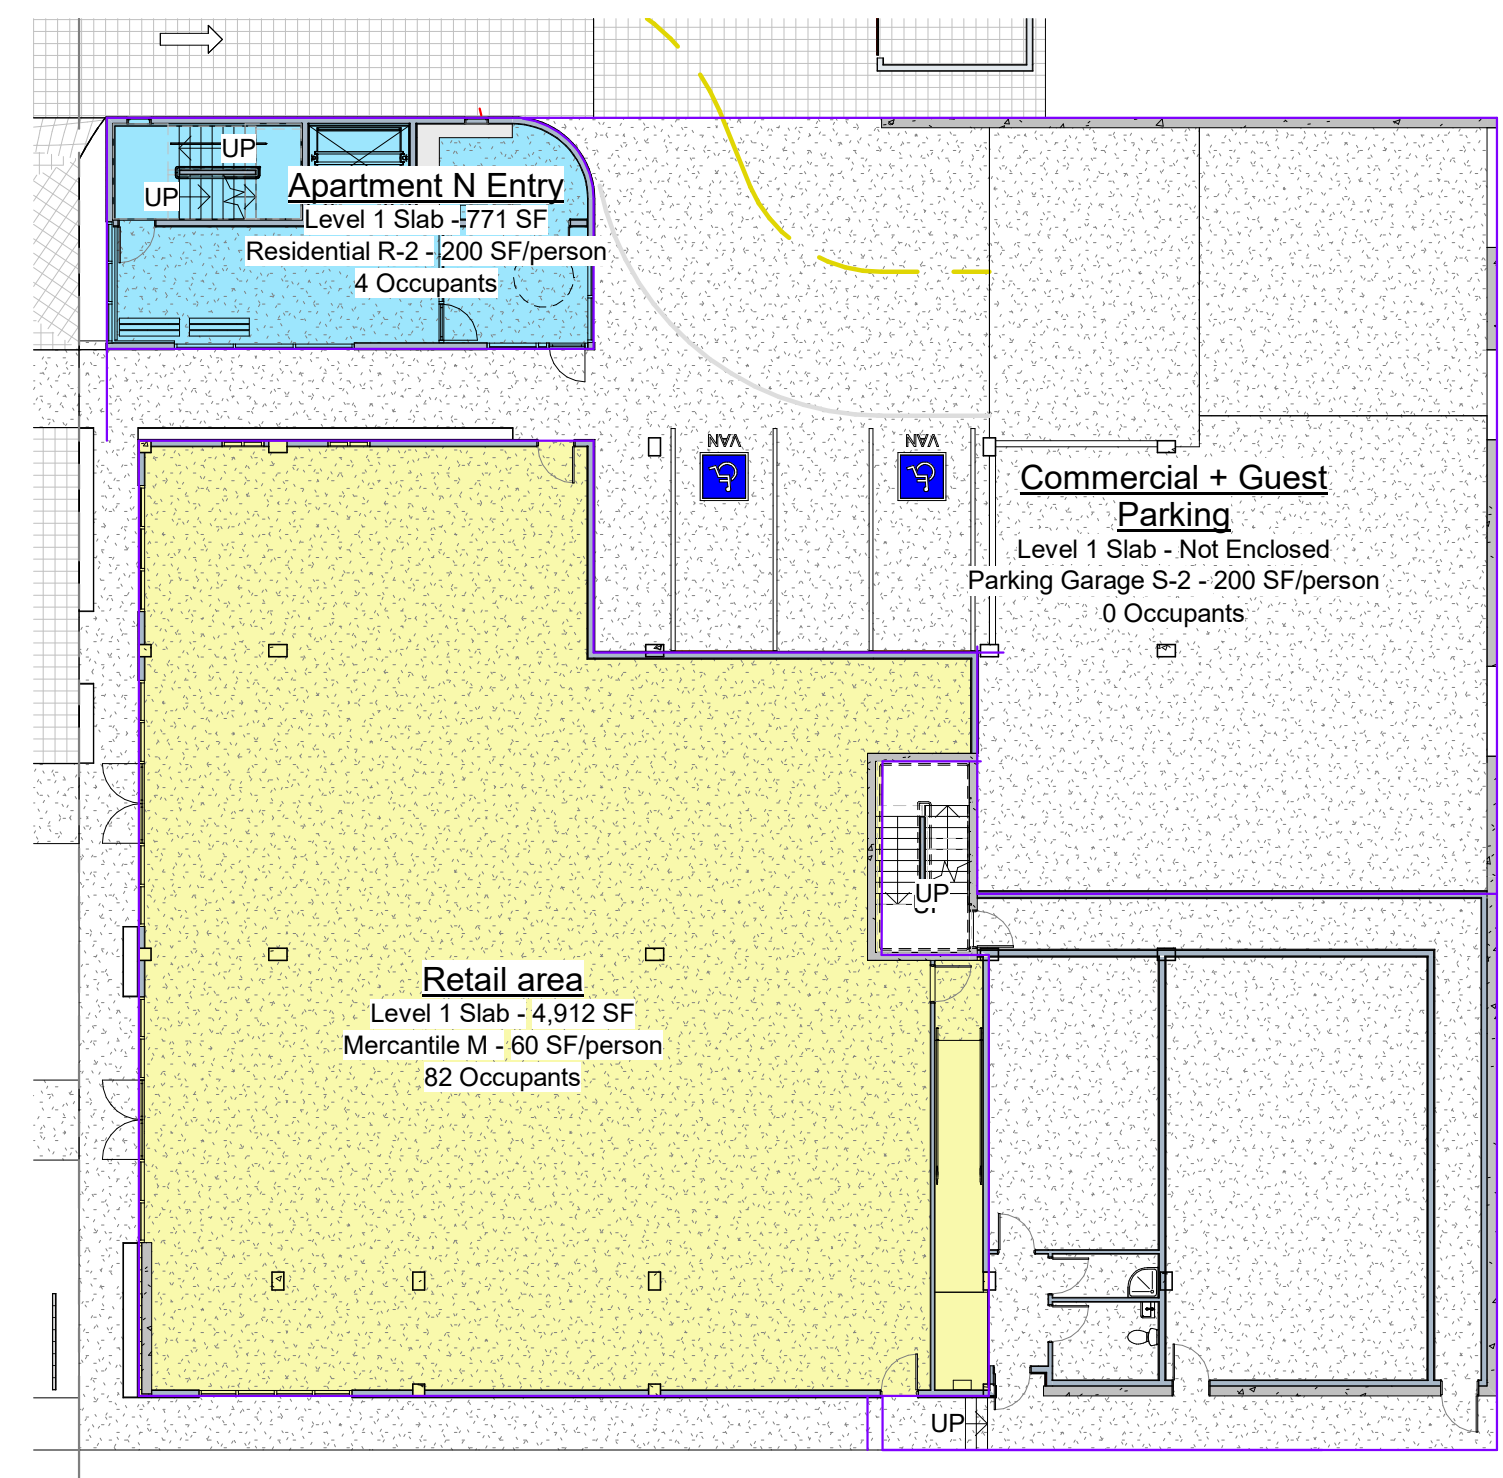 UP
UP
Apartment N Entry
Level 1 Slab - 771 SF
Residential R-2 - 200 SF/person
4 Occupants
VAN
VAN
Commercial + Guest
Parking
Level 1 Slab - Not Enclosed
Parking Garage S-2 - 200 SF/person
0 Occupants
UP
UP
Retail area
Level 1 Slab - 4,912 SF
Mercantile M - 60 SF/person
82 Occupants
UP